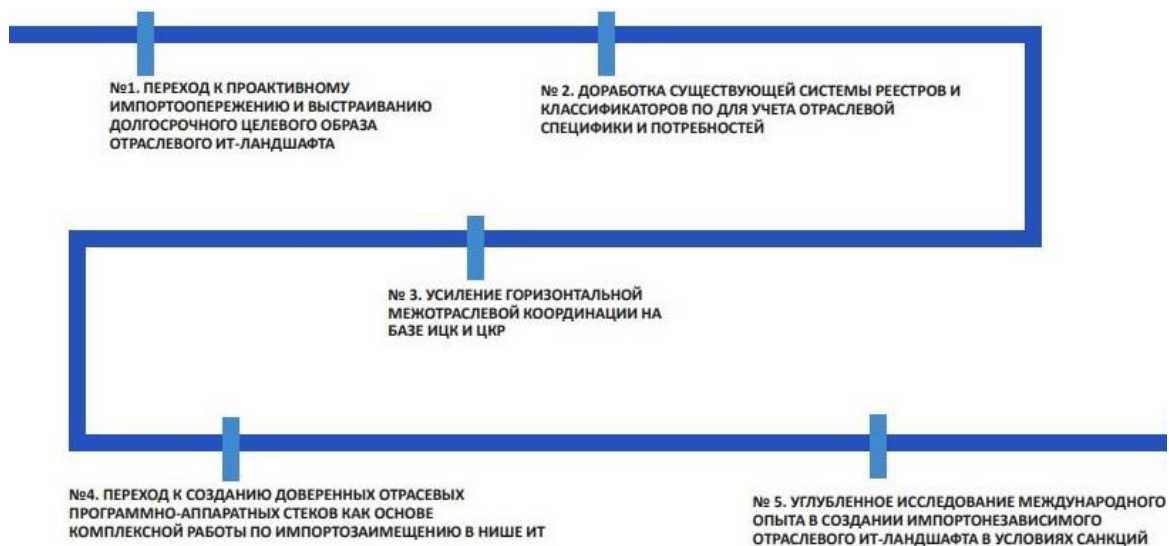 №1. ПЕРЕХОД К ПРОАКТИВНОМУ
ИМПОРТООПЕРЕЖЕНИЮ И ВЫСТРАИВАНИЮ
ДОЛГОСРОЧНОГО ЦЕЛЕВОГО ОБРАЗА
ОТРАСЛЕВОГО ИТ-ЛАНДШАФТА
№ 2. ДОРАБОТКА СУЩЕСТВУЮЩЕЙ СИСТЕМЫ РЕЕСТРОВ И
КЛАССИФИКАТОРОВ ПО ДЛЯ УЧЕТА ОТРАСЛЕВОЙ
СПЕЦИФИКИ И ПОТРЕБНОСТЕЙ
№ 3. УСИЛЕНИЕ ГОРИЗОНТАЛЬНОЙ
МЕЖОТРАСЛЕВОЙ КООРДИНАЦИИ НА
БАЗЕ ИЦК И ЦКР
№4. ПЕРЕХОД К СОЗДАНИЮ ДОВЕРЕННЫХ ОТРАСЕВЫХ
ПРОГРАММНО-АППАРАТНЫХ СТЕКОВ КАК ОСНОВЕ
КОМПЛЕКСНОЙ РАБОТЫ ПО ИМПОРТОЗАИМЕЩЕНИЮ В НИШЕ ИТ
№ 5. УГЛУБЛЕННОЕ ИССЛЕДОВАНИЕ МЕЖДУНАРОДНОГО
ОПЫТА В СОЗДАНИИ ИМПОРТОНЕЗАВИСИМОГО
ОТРАСЛЕВОГО ИТ-ЛАНДШАФТА В УСЛОВИЯХ САНКЦИЙ